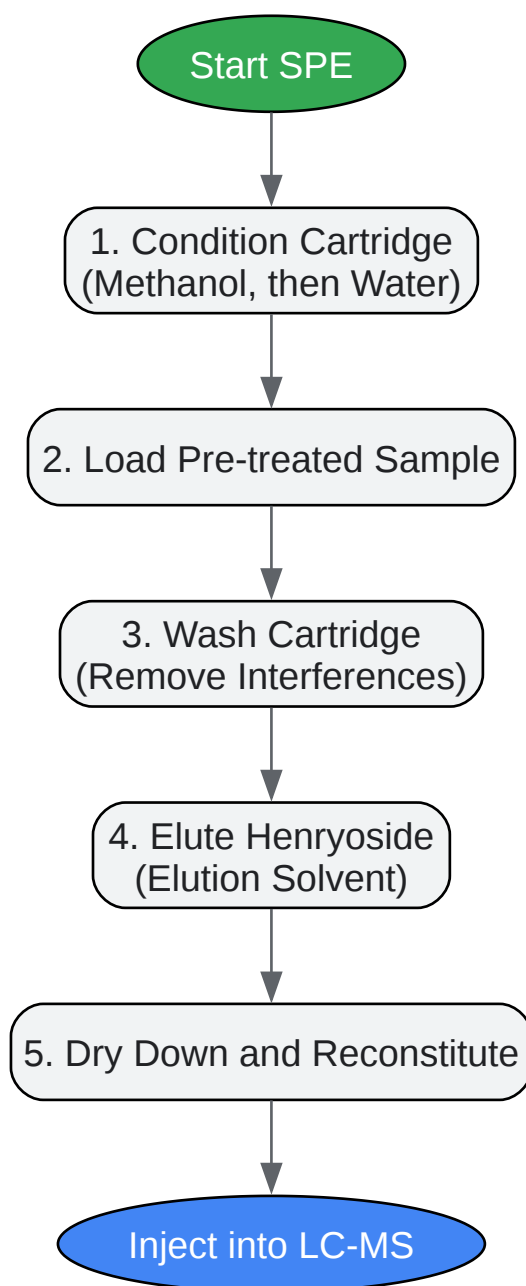 Start SPE
1. Condition Cartridge
(Methanol, then Water)
2. Load Pre-treated Sample
3. Wash Cartridge
(Remove Interferences)
4. Elute Henryoside
(Elution Solvent)
5. Dry Down and Reconstitute
Inject into LC-MS